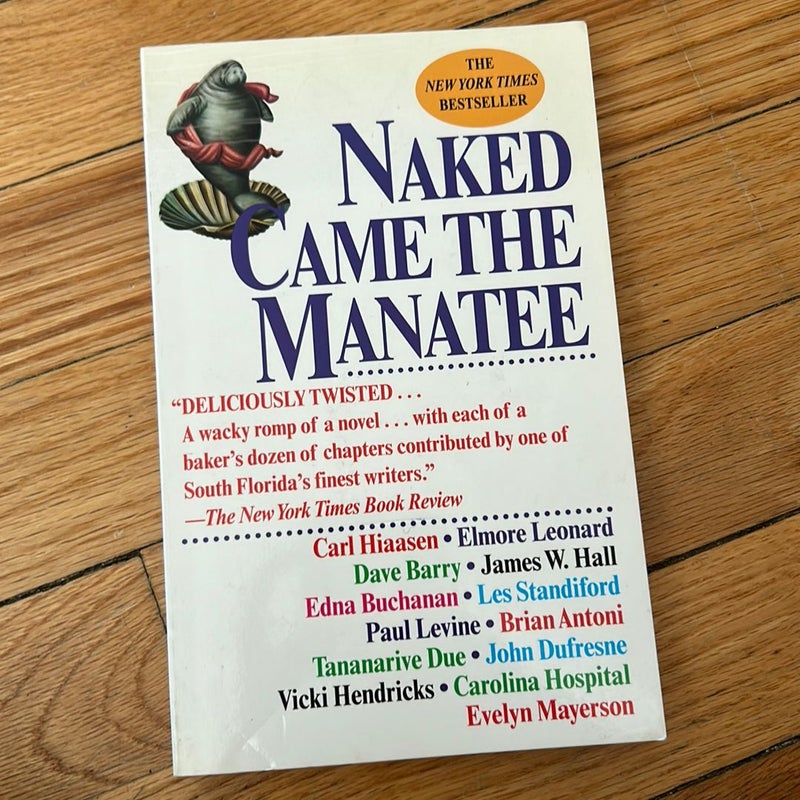 THE
NEW YORK TIMES
BESTSELLER
NAKED
CAME THE
MANATEE
“DELICIOUSLY TWISTED . . .
A wacky romp of a novel . . . with each of a
baker’s dozen of chapters contributed by one of
South Florida’s finest writers.”
—The New York Times Book Review
Carl Hiaasen • Elmore Leonard
Dave Barry • James W. Hall
Edna Buchanan • Les Standiford
Paul Levine • Brian Antoni
Tananarive Due • John Dufresne
Vicki Hendricks • Carolina Hospital
Evelyn Mayerson